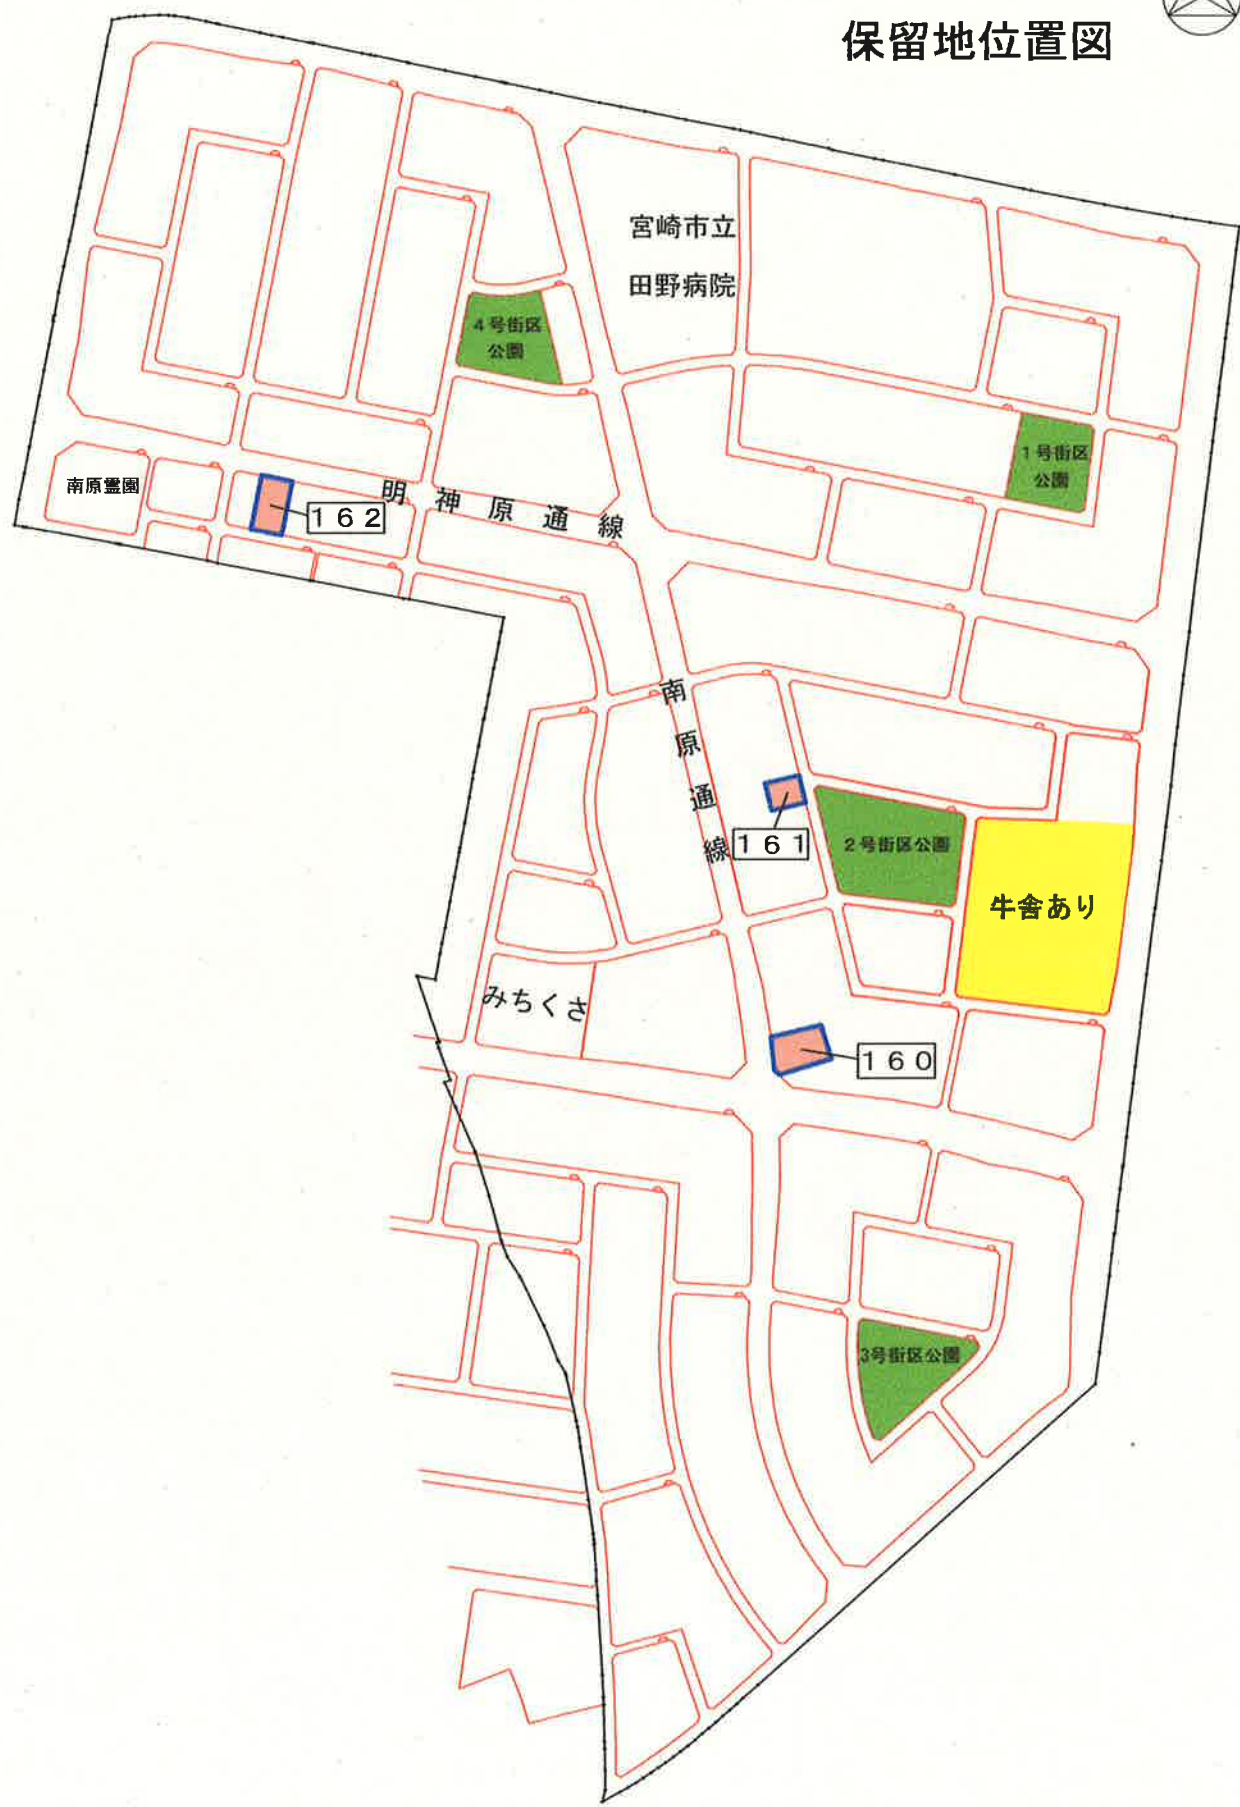 保留地位置図
宮崎市立
田野病院
4号街区
公園
1号街区
公園
南原霊園
162
明神原通線
南原通線
161
2号街区公園
牛舎あり
みちくさ
160
3号街区公園